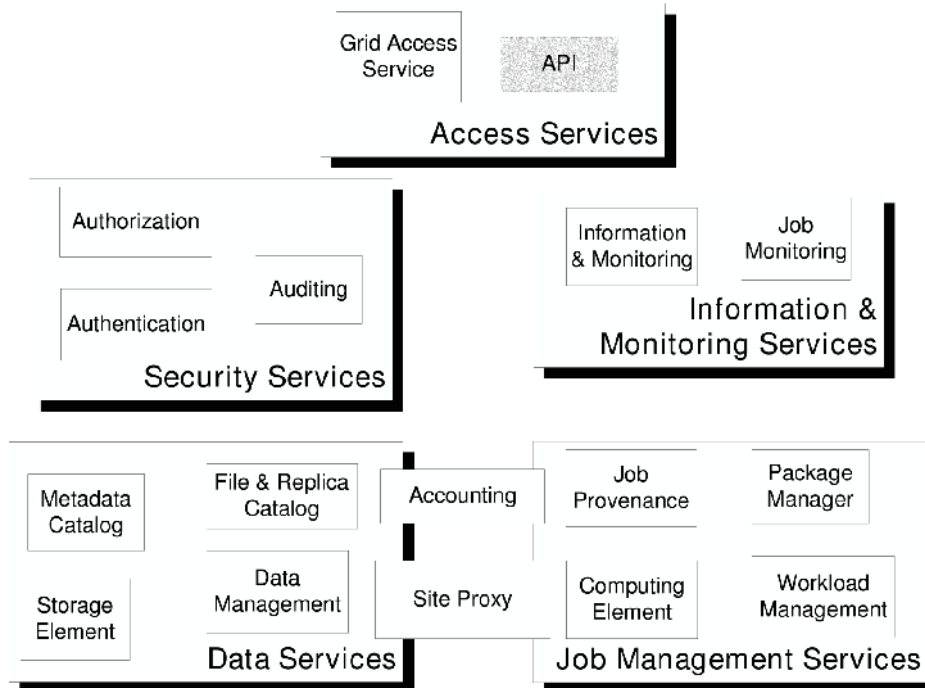 Grid Access
Service
API
Access Services
Authorization
Auditing
Authentication
Security Services
Information
& Monitoring
Job
Monitoring
Information &
Monitoring Services
Metadata
Catalog
File & Replica
Catalog
Storage
Element
Data
Management
Data Services
Accounting
Site Proxy
Job
Provenance
Package
Manager
Computing
Element
Workload
Management
Job Management Services